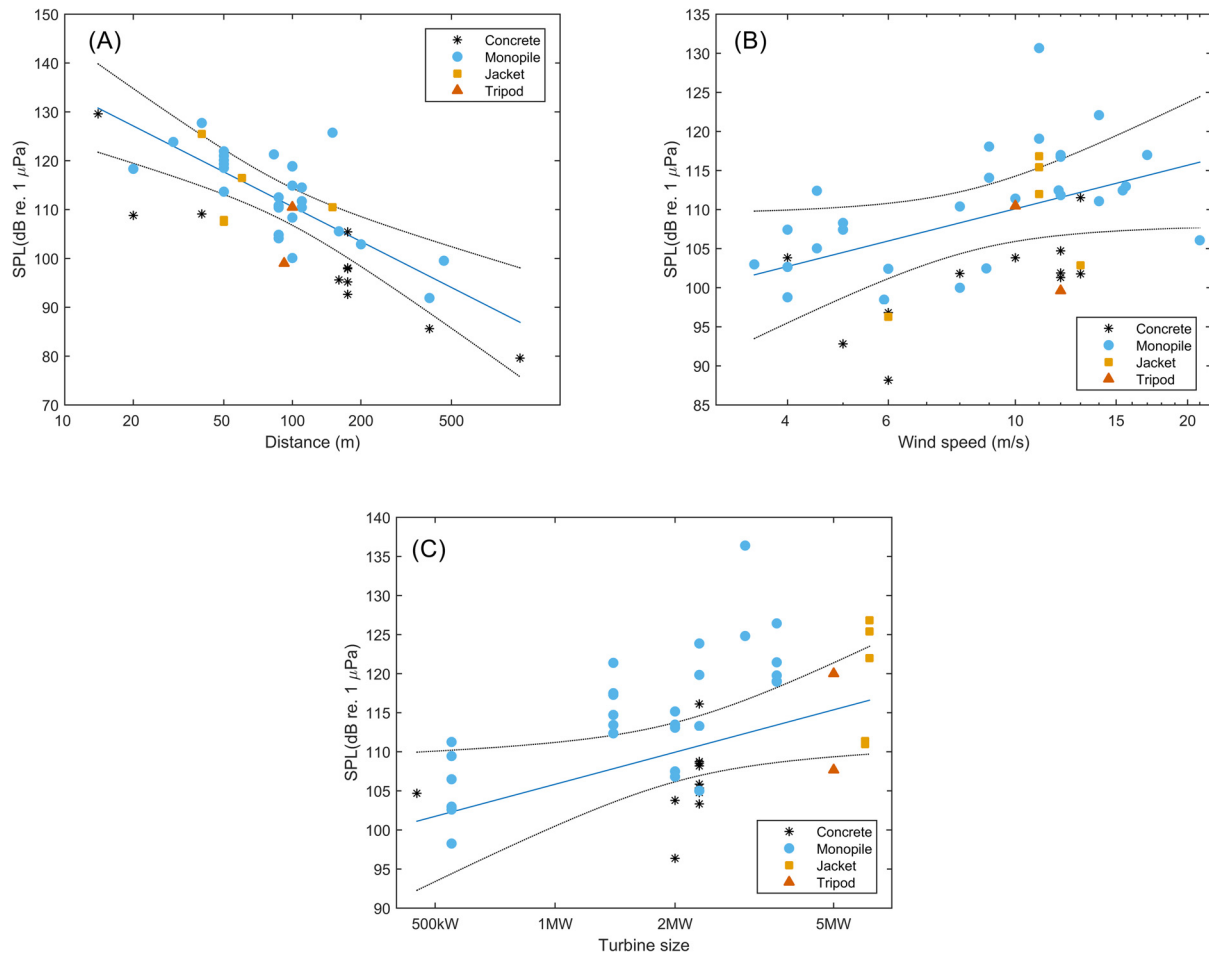 (A)
150
140
130
120
110
100
90
80
70
SPL(dB re. 1 μPa)
10 20 50 100 200 500
Distance (m)
Concrete
Monopile
Jacket
Tripod
(B)
135
130
125
120
115
110
105
100
95
90
85
SPL(dB re. 1 μPa)
4 6 10 15 20
Wind speed (m/s)
Concrete
Monopile
Jacket
Tripod
(C)
140
135
130
125
120
115
110
105
100
95
90
SPL(dB re. 1 μPa)
500kW 1MW 2MW 5MW
Turbine size
Concrete
Monopile
Jacket
Tripod